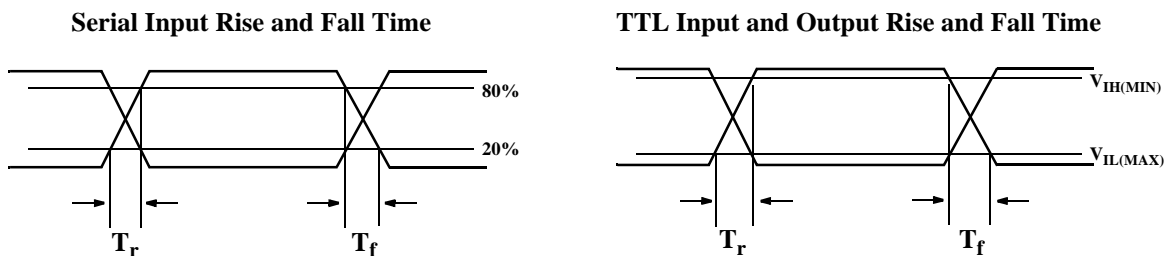 Serial Input Rise and Fall Time
80%
20%
Tr
Tf
TTL Input and Output Rise and Fall Time
VIH(MIN)
VIL(MAX)
Tr
Tf